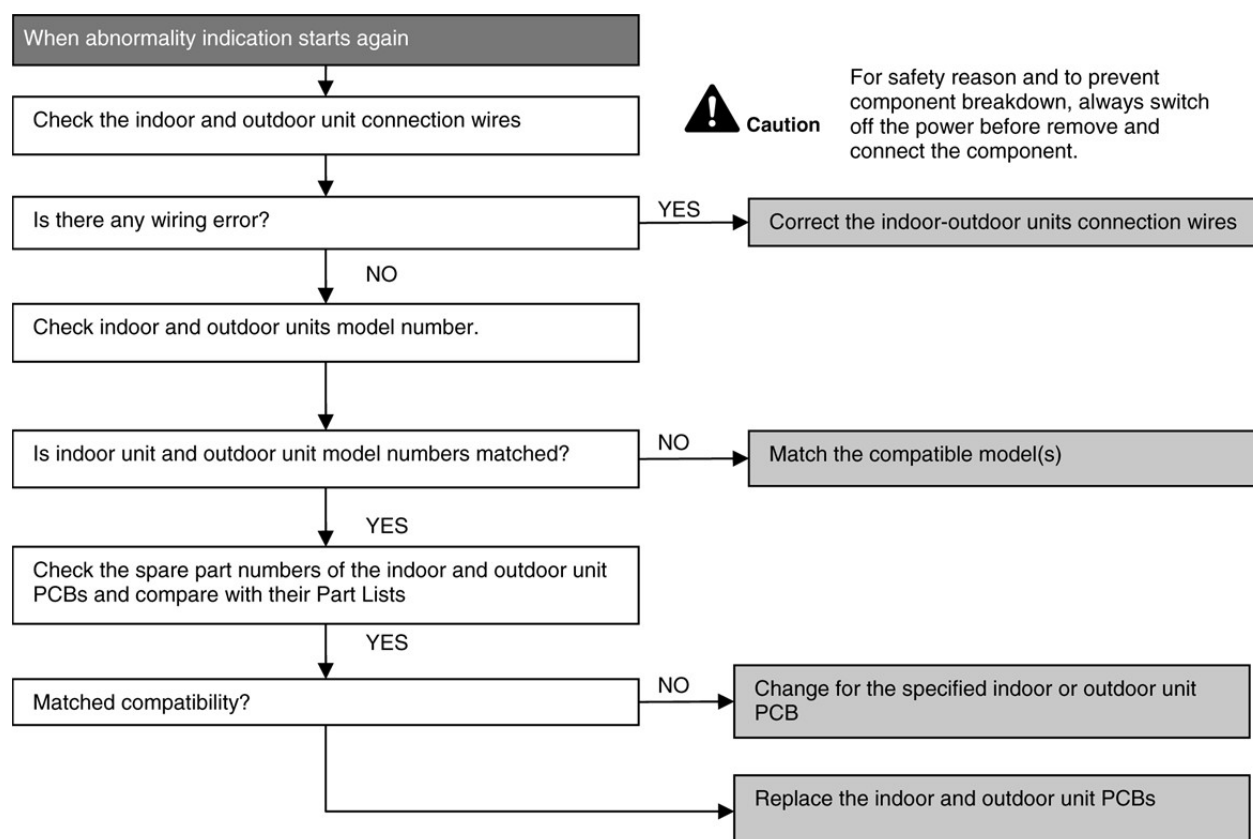 When abnormality indication starts again
Check the indoor and outdoor unit connection wires
For safety reason and to prevent
component breakdown, always switch
off the power before remove and
connect the component.
Caution
Is there any wiring error?
YES
Correct the indoor-outdoor units connection wires
NO
Check indoor and outdoor units model number.
Is indoor unit and outdoor unit model numbers matched?
NO
Match the compatible model(s)
YES
Check the spare part numbers of the indoor and outdoor unit
PCBs and compare with their Part Lists
YES
Matched compatibility?
NO
Change for the specified indoor or outdoor unit
PCB
Replace the indoor and outdoor unit PCBs